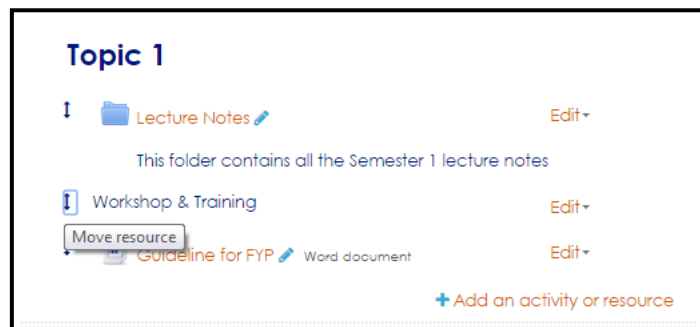 Topic 1
Lecture Notes Edit
This folder contains all the Semester 1 lecture notes
Workshop & Training Edit
Move resource
Guideline for FYP Word document Edit
+ Add an activity or resource